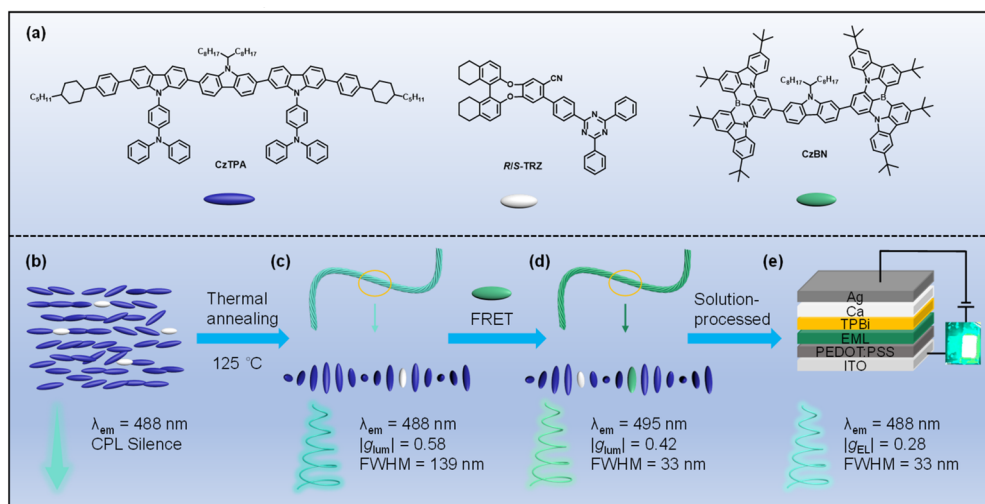 (a)
C₈H₁₇ C₈H₁₇
N
C₅H₁₁ C₅H₁₁
N N
N N
CzTPA
O CN
O
N N
N
R/S-TRZ
C₈H₁₇ C₈H₁₇
N N
B B
N N N
CzBN
(b)
Thermal
annealing
125 °C
λem = 488 nm
CPL Silence
(c)
λem = 488 nm
|glum| = 0.58
FWHM = 139 nm
FRET
(d)
λem = 495 nm
|glum| = 0.42
FWHM = 33 nm
Solution-
processed
(e)
Ag
Ca
TPBi
EML
PEDOT:PSS
ITO
λem = 488 nm
|gEL| = 0.28
FWHM = 33 nm